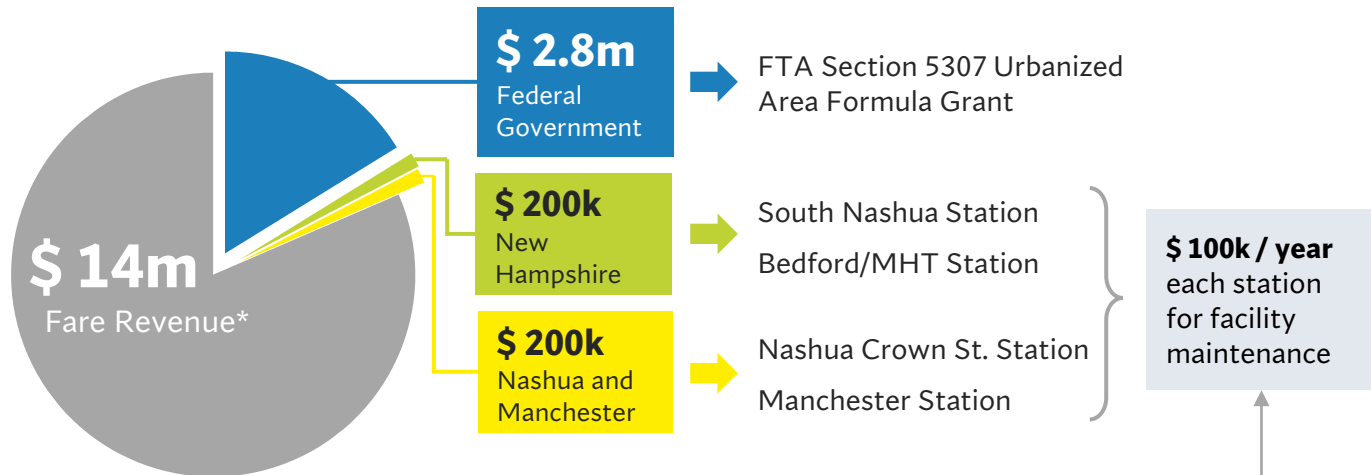 $ 2.8m
Federal
Government
FTA Section 5307 Urbanized
Area Formula Grant
$ 14m
Fare Revenue*
$ 200k
New
Hampshire
South Nashua Station
Bedford/MHT Station
$ 200k
Nashua and
Manchester
Nashua Crown St. Station
Manchester Station
$ 100k / year
each station
for facility
maintenance